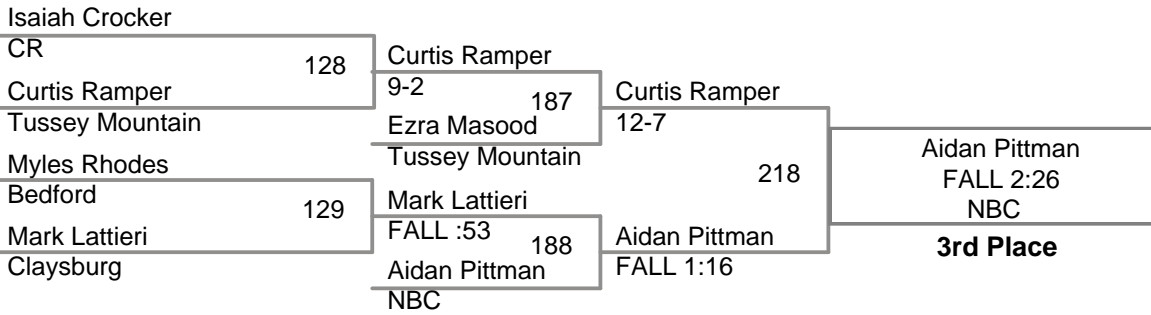 Isaiah Crocker
CR
128
Curtis Ramper
Tussey Mountain
Myles Rhodes
Bedford
129
Mark Lattieri
Claysburg
Curtis Ramper
9-2
187
Ezra Masood
Tussey Mountain
Mark Lattieri
FALL :53
188
Aidan Pittman
NBC
Curtis Ramper
12-7
218
Aidan Pittman
FALL 1:16
Aidan Pittman
FALL 2:26
NBC
3rd Place